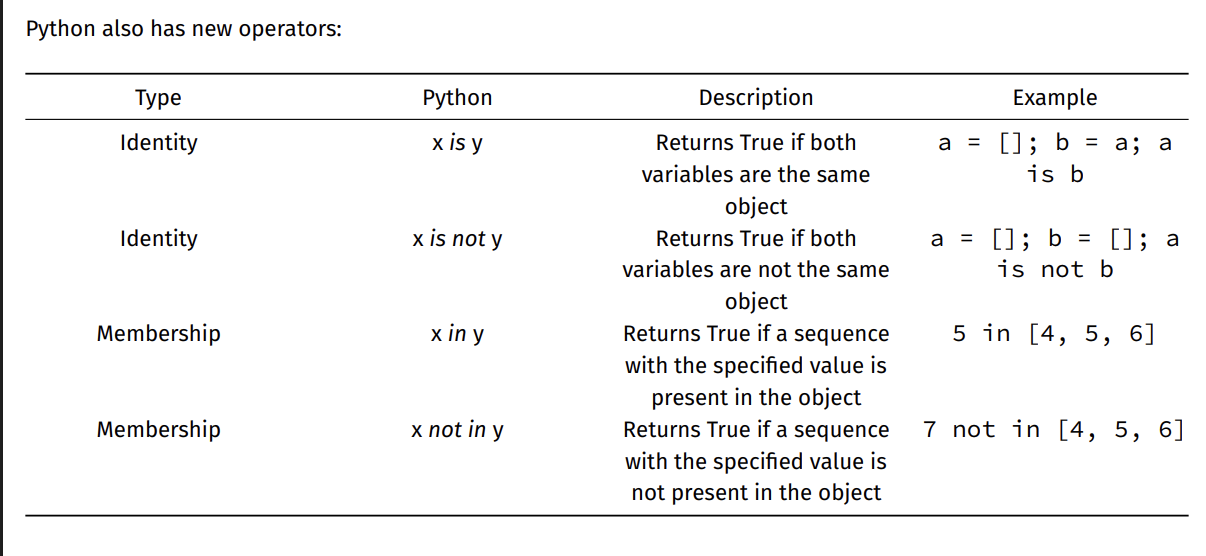 Python also has new operators:
Type Python Description Example
Identity x is y Returns True if both a = []; b = a; a
variables are the same is b
object
Identity x is not y Returns True if both a = []; b = []; a
variables are not the same is not b
object
Membership x in y Returns True if a sequence 5 in [4, 5, 6]
with the specified value is
present in the object
Membership x not in y Returns True if a sequence 7 not in [4, 5, 6]
with the specified value is
not present in the object